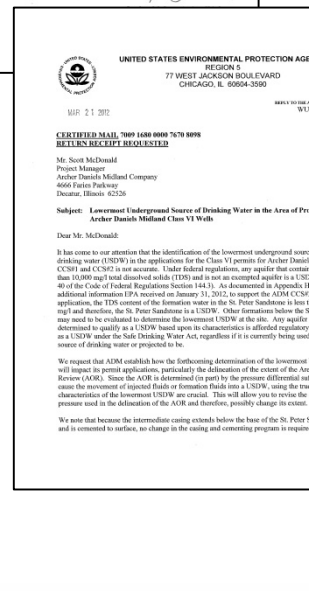 UNITED STATES ENVIRONMENTAL PROTECTION AGE
REGION 5
77 WEST JACKSON BOULEVARD
CHICAGO, IL 60604-3590
REPLY TO THE A
WU
MAR 21 2012
CERTIFIED MAIL 7009 1680 0000 7670 8098
RETURN RECEIPT REQUESTED
Mr. Scott McDonald
Project Manager
Archer Daniels Midland Company
4666 Faries Parkway
Decatur, Illinois 62526
Subject: Lowermost Underground Source of Drinking Water in the Area of Pro
Archer Daniels Midland Class VI Wells
Dear Mr. McDonald:
It has come to our attention that the identification of the lowermost underground sourc
drinking water (USDW) in the applications for the Class VI permits for Archer Daniel
CCS#1 and CCS#2 is not accurate. Under federal regulations, any aquifer that contain
than 10,000 mg/l total dissolved solids (TDS) and is not an exempted aquifer is a USD
40 of the Code of Federal Regulations Section 144.3). As documented in Appendix H
additional information EPA received on January 31, 2012, to support the ADM CCS#
application, the TDS content of the formation water in the St. Peter Sandstone is less t
mg/l and therefore, the St. Peter Sandstone is a USDW. Other formations below the S
may need to be evaluated to determine the lowermost USDW at the site. Any aquifer
determined to qualify as a USDW based upon its characteristics is afforded regulatory
as a USDW under the Safe Drinking Water Act, regardless if it is currently being used
source of drinking water or projected to be.
We request that ADM establish how the forthcoming determination of the lowermost
will impact its permit applications, particularly the delineation of the extent of the Are
Review (AOR). Since the AOR is determined (in part) by the pressure differential suf
cause the movement of injected fluids or formation fluids into a USDW, using the true
characteristics of the lowermost USDW are crucial. This will allow you to revise the
pressure used in the delineation of the AOR and therefore, possibly change its extent.
We note that because the intermediate casing extends below the base of the St. Peter S
and is cemented to surface, no change in the casing and cementing program is require